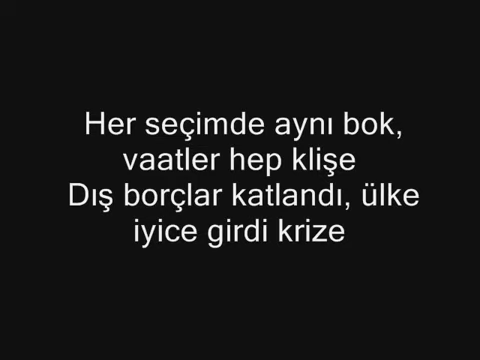 Her seçimde aynı bok,
vaatler hep klişe
Dış borçlar katlandı, ülke
iyice girdi krize